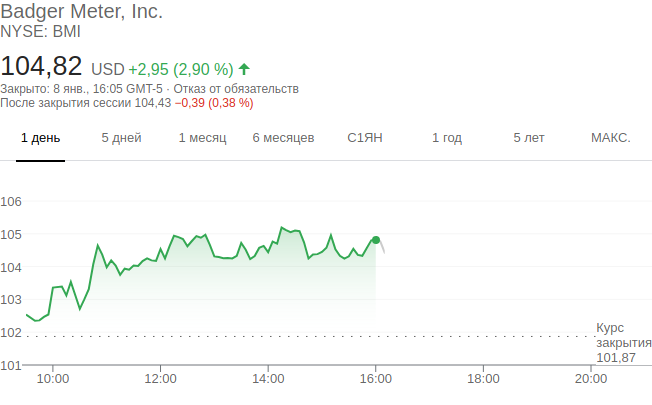 Badger Meter, Inc.
NYSE: BMI
104,82 USD +2,95 (2,90 %)
Закрыто: 8 янв., 16:05 GMT-5 · Отказ от обязательств
После закрытия сессии 104,43 −0,39 (0,38 %)
1 день 5 дней 1 месяц 6 месяцев С1ЯН 1 год 5 лет МАКС.
106
105
104
103
102
Курс
закрытия
101,87
101
10:00 12:00 14:00 16:00 18:00 20:00